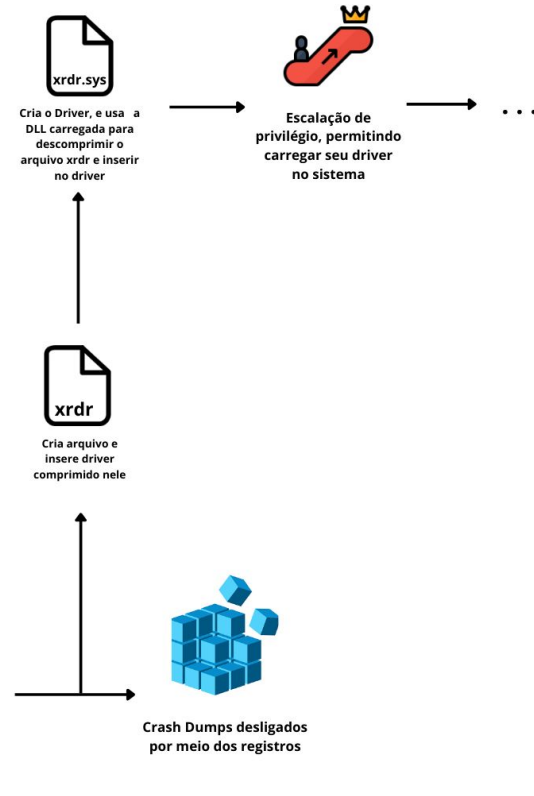 xrdr.sys
Cria o Driver, e usa a
DLL carregada para
descomprimir o
arquivo xrdr e inserir
no driver
Escalação de
privilégio, permitindo
carregar seu driver
no sistema
...
xrdr
Cria arquivo e
insere driver
comprimido nele
Crash Dumps desligados
por meio dos registros